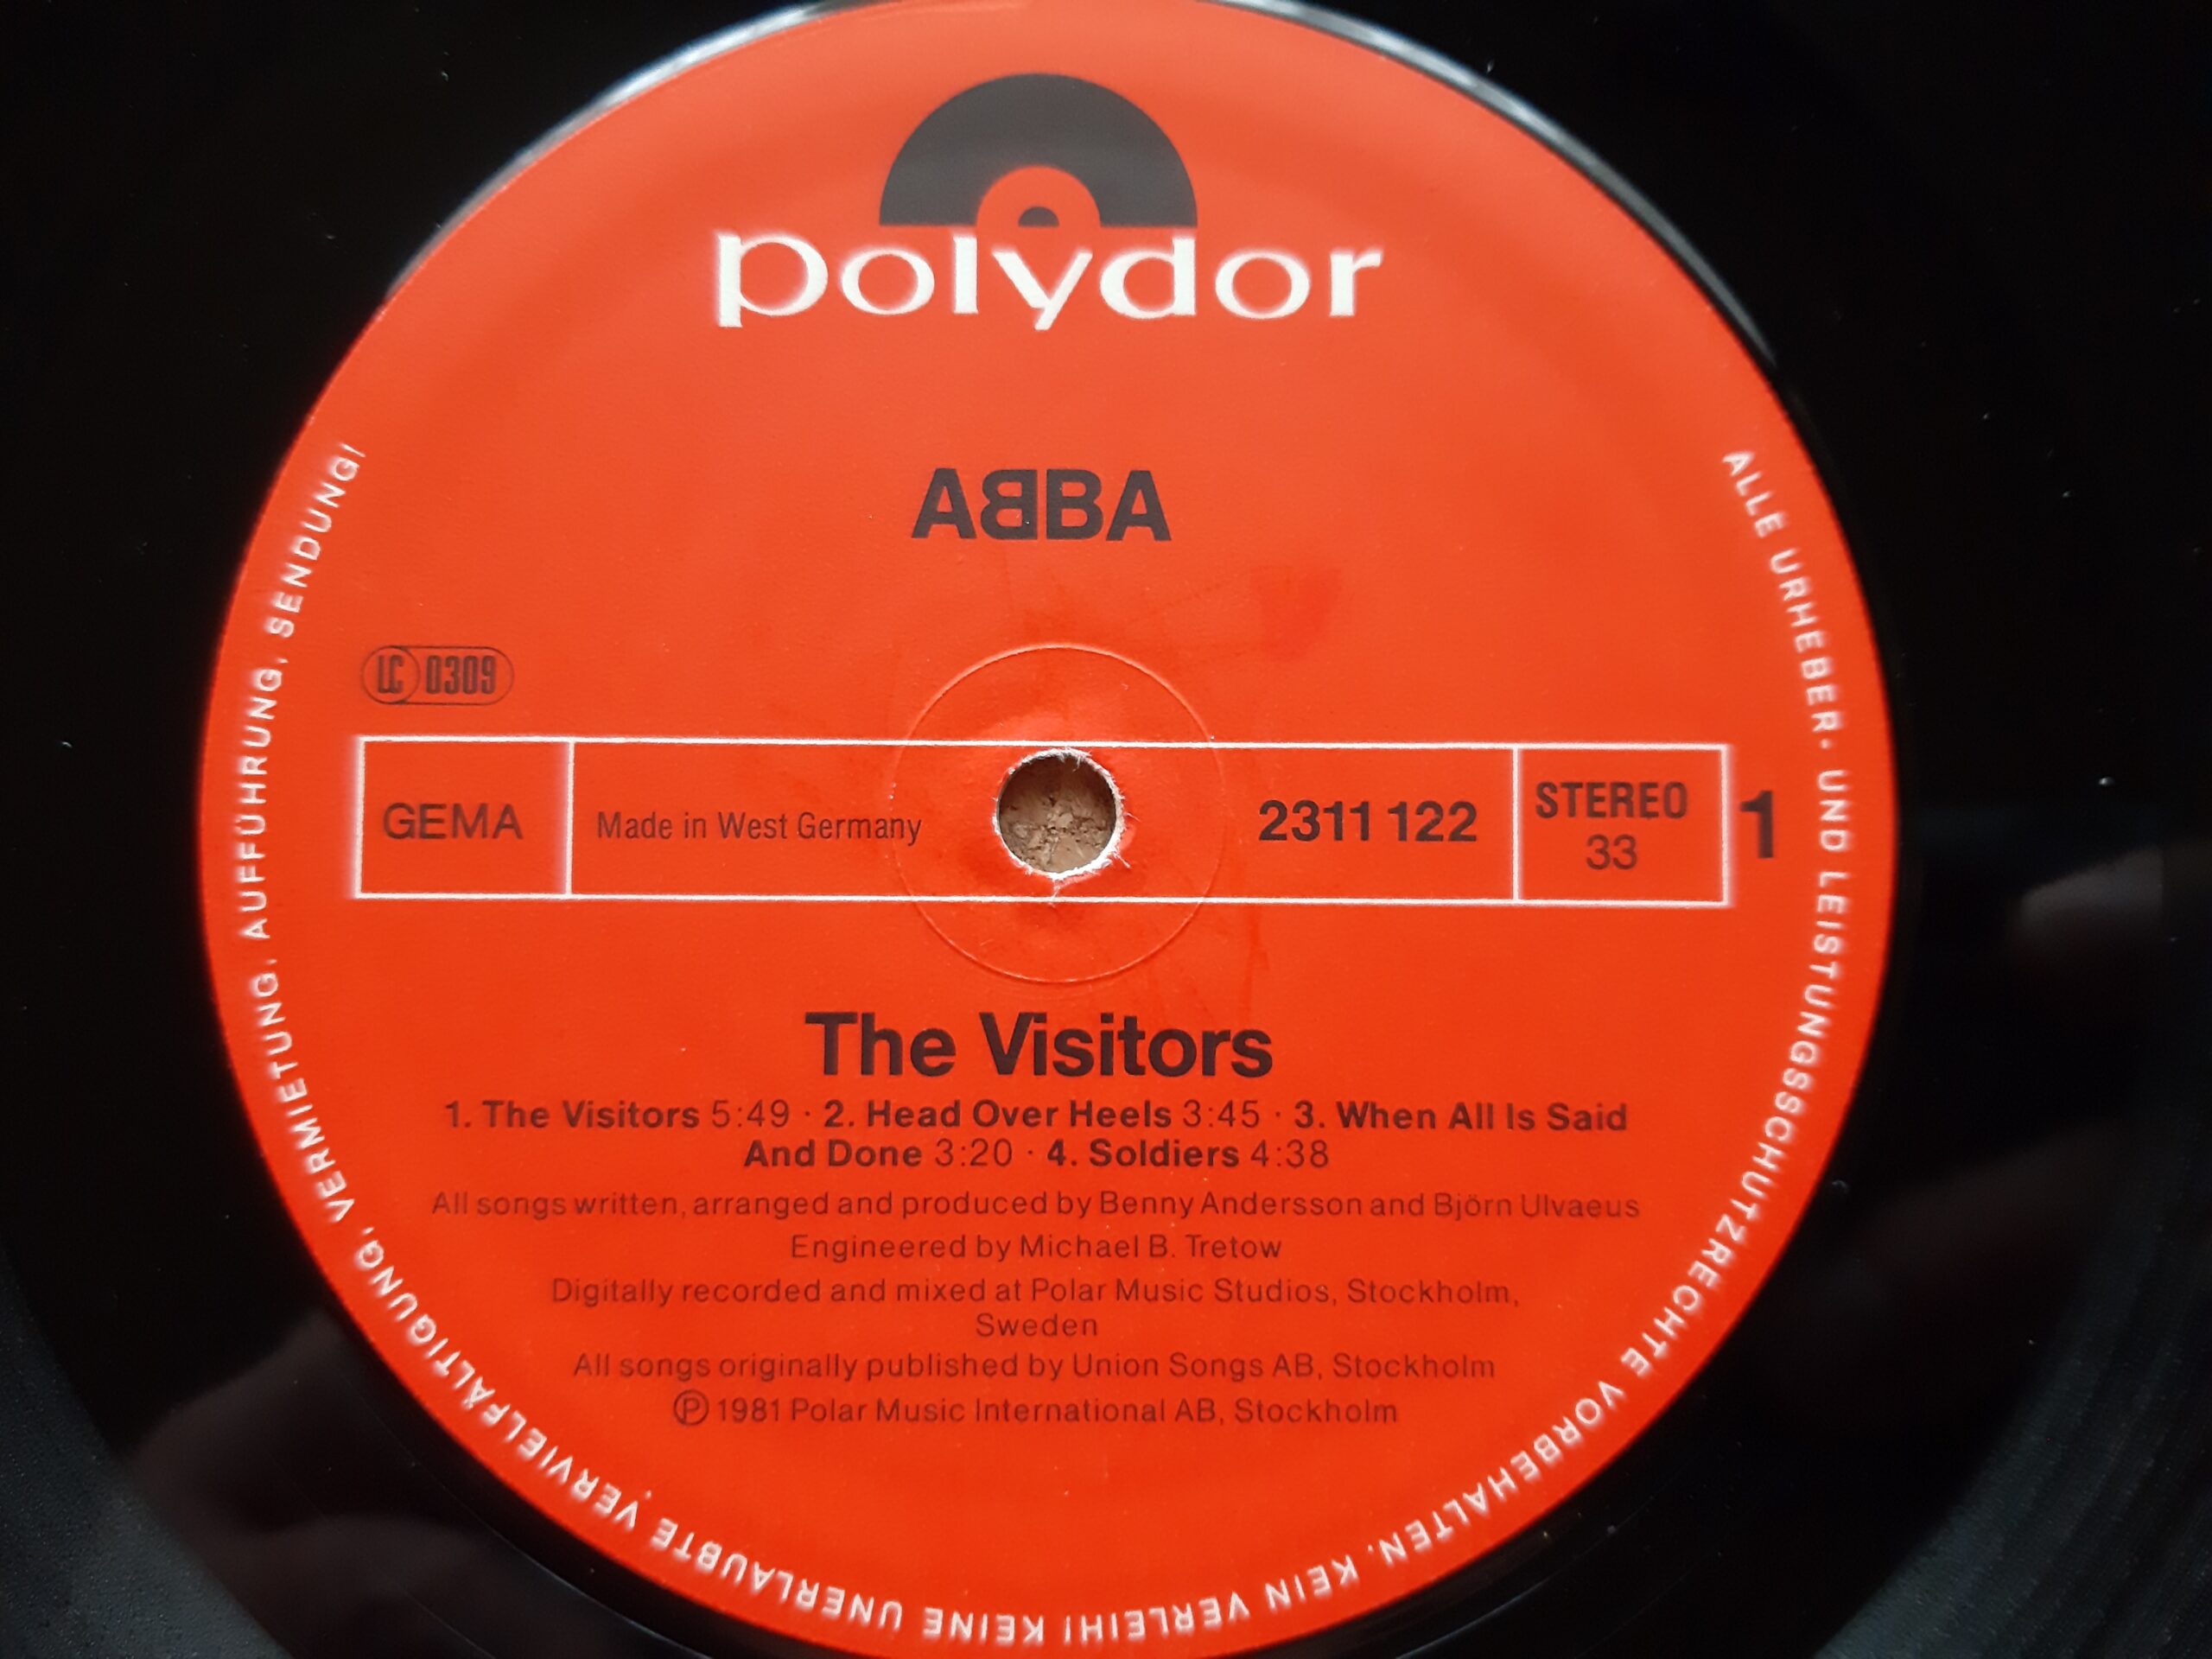 polydor
ABBA
LC 0309
GEMA
Made in West Germany
2311 122
STEREO
33
1
The Visitors
1. The Visitors 5:49 · 2. Head Over Heels 3:45 · 3. When All Is Said
And Done 3:20 · 4. Soldiers 4:38
All songs written, arranged and produced by Benny Andersson and Björn Ulvaeus
Engineered by Michael B. Tretow
Digitally recorded and mixed at Polar Music Studios, Stockholm,
Sweden
All songs originally published by Union Songs AB, Stockholm
Ⓟ 1981 Polar Music International AB, Stockholm
ALLE URHEBER- UND LEISTUNGSSCHUTZRECHTE VORBEHALTEN. KEIN VERLEIH! KEINE UNERLAUBTE VERVIELFÄLTIGUNG, VERMIETUNG, AUFFÜHRUNG, SENDUNG!